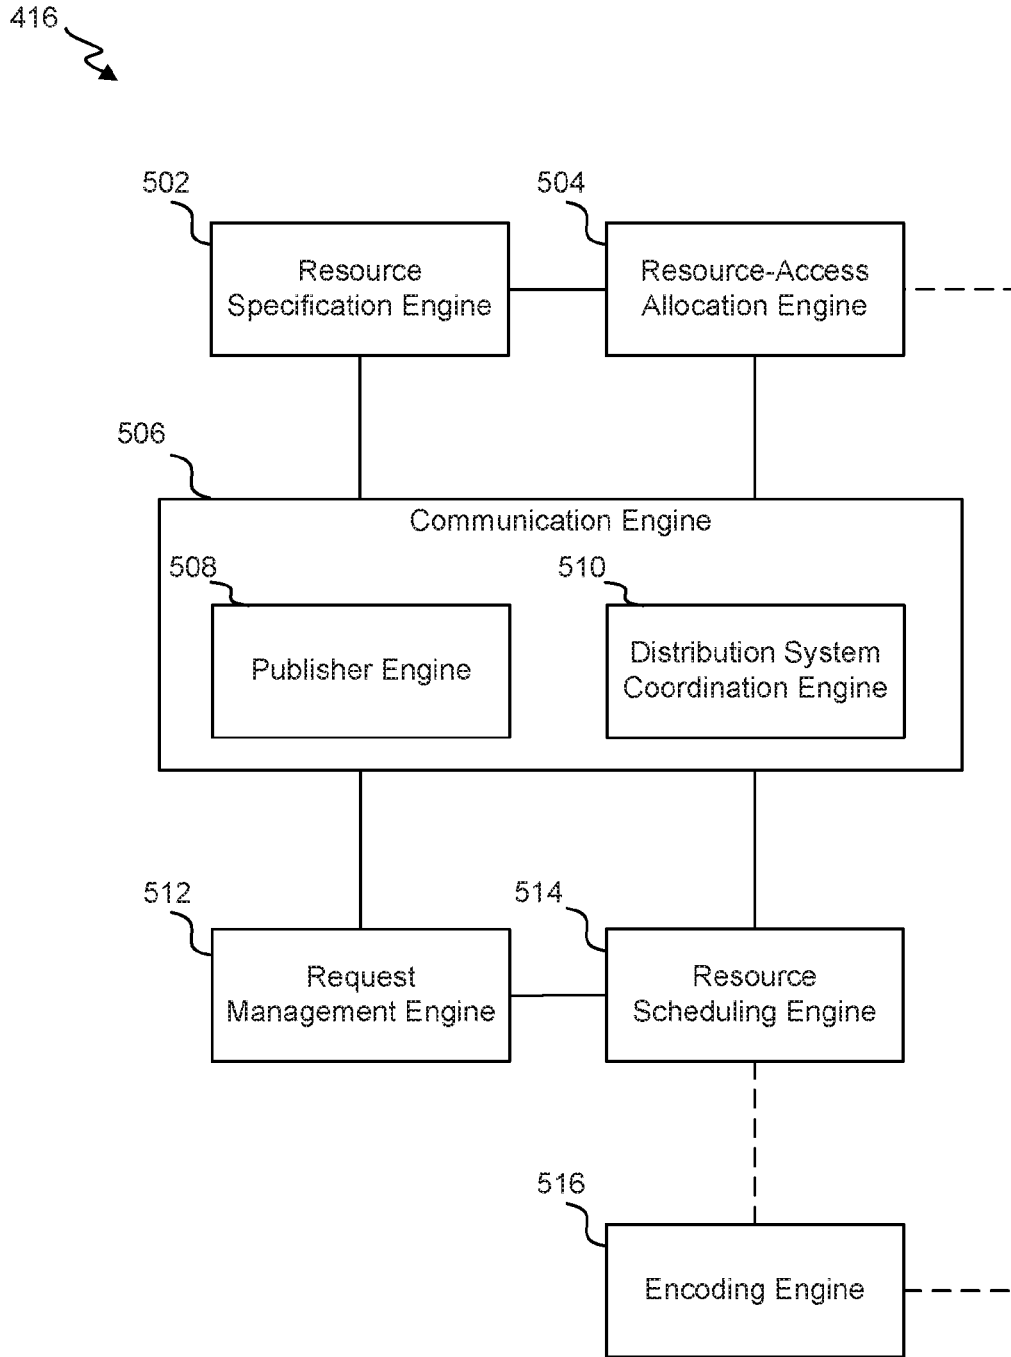 416
502
504
Resource
Specification Engine
Resource-Access
Allocation Engine
506
Communication Engine
508
510
Publisher Engine
Distribution System
Coordination Engine
512
514
Request
Management Engine
Resource
Scheduling Engine
516
Encoding Engine